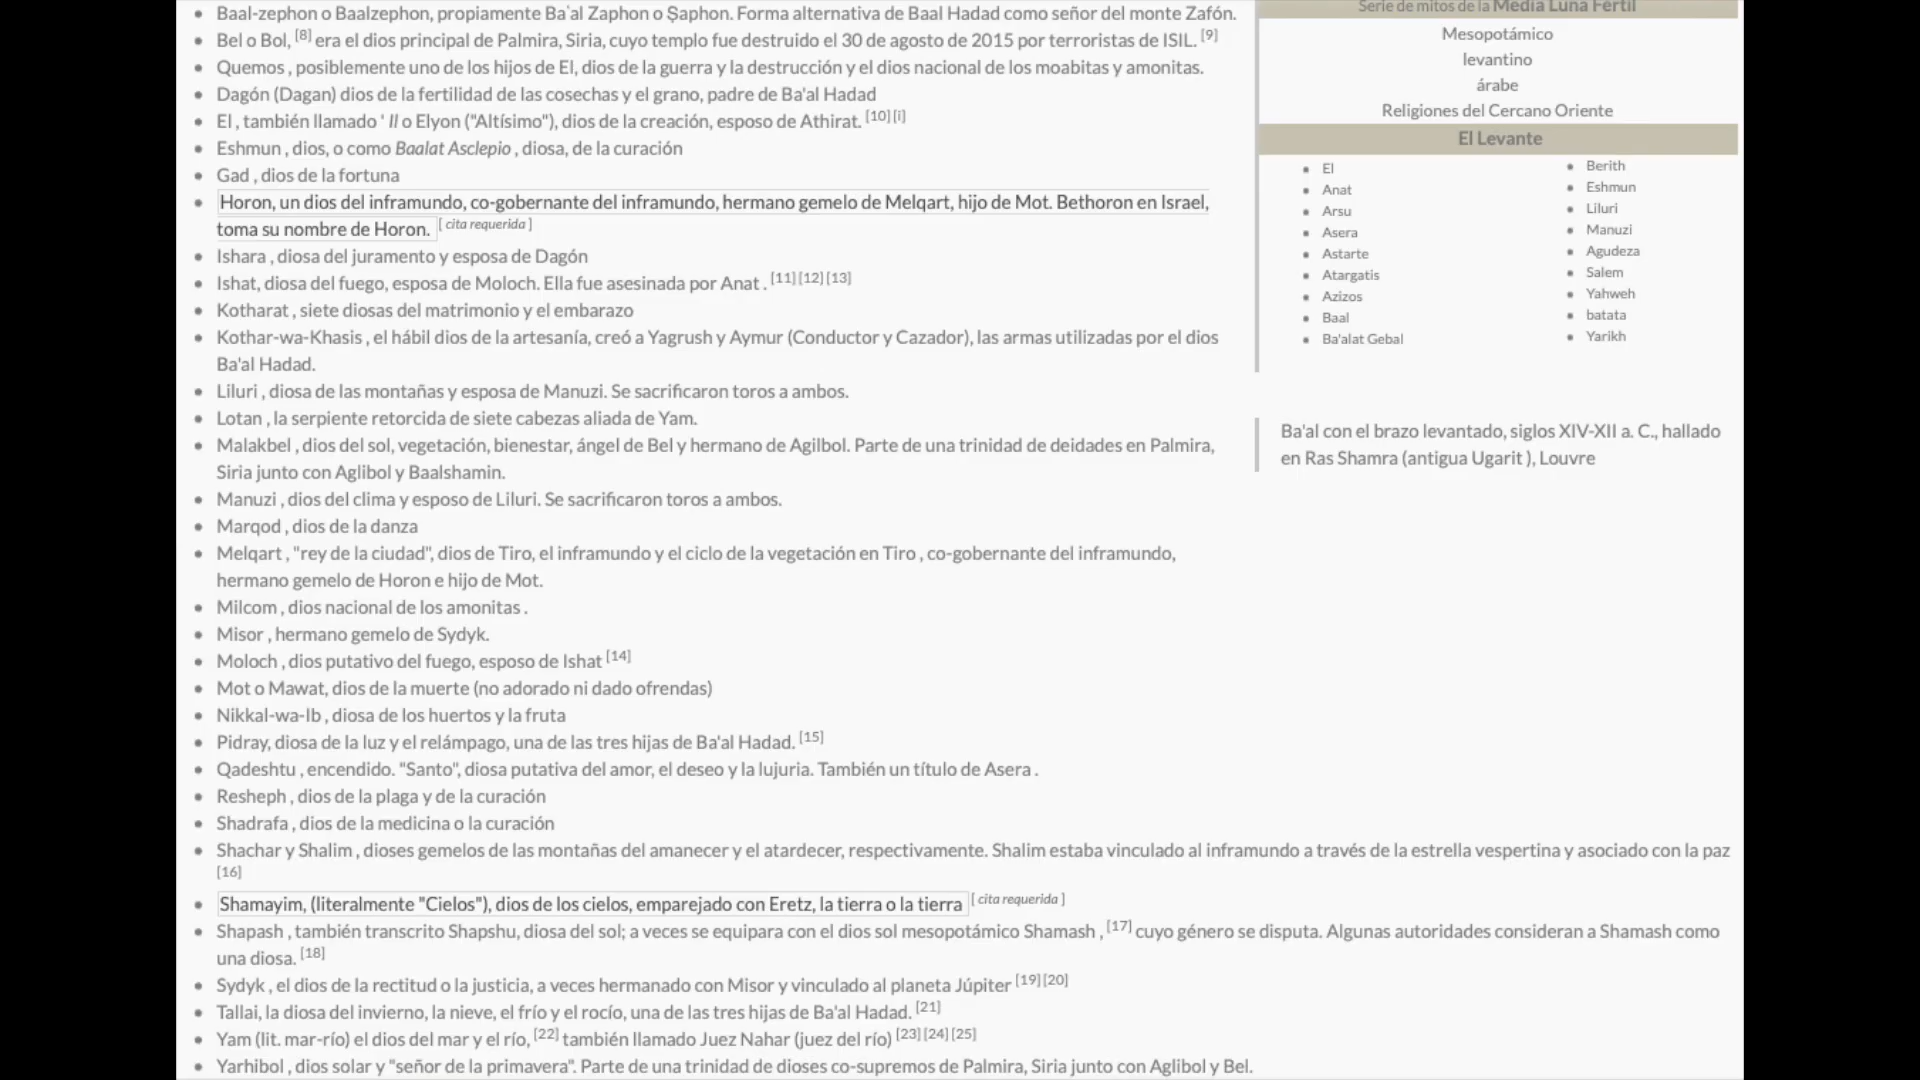 Baal-zephon o Baalzephon, propiamente Baʿal Zaphon o Ṣaphon. Forma alternativa de Baal Hadad como señor del monte Zafón.
Bel o Bol, [8] era el dios principal de Palmira, Siria, cuyo templo fue destruido el 30 de agosto de 2015 por terroristas de ISIL. [9]
Quemos , posiblemente uno de los hijos de El, dios de la guerra y la destrucción y el dios nacional de los moabitas y amonitas.
Dagón (Dagan) dios de la fertilidad de las cosechas y el grano, padre de Ba'al Hadad
El , también llamado ' Il o Elyon ("Altísimo"), dios de la creación, esposo de Athirat. [10] [i]
Eshmun , dios, o como Baalat Asclepio , diosa, de la curación
Gad , dios de la fortuna
Horon, un dios del inframundo, co-gobernante del inframundo, hermano gemelo de Melqart, hijo de Mot. Bethoron en Israel,
toma su nombre de Horon. [ cita requerida ]
Ishara , diosa del juramento y esposa de Dagón
Ishat, diosa del fuego, esposa de Moloch. Ella fue asesinada por Anat . [11] [12] [13]
Kotharat , siete diosas del matrimonio y el embarazo
Kothar-wa-Khasis , el hábil dios de la artesanía, creó a Yagrush y Aymur (Conductor y Cazador), las armas utilizadas por el dios
Ba'al Hadad.
Liluri , diosa de las montañas y esposa de Manuzi. Se sacrificaron toros a ambos.
Lotan , la serpiente retorcida de siete cabezas aliada de Yam.
Malakbel , dios del sol, vegetación, bienestar, ángel de Bel y hermano de Agilbol. Parte de una trinidad de deidades en Palmira,
Siria junto con Aglibol y Baalshamin.
Manuzi , dios del clima y esposo de Liluri. Se sacrificaron toros a ambos.
Marqod , dios de la danza
Melqart , "rey de la ciudad", dios de Tiro, el inframundo y el ciclo de la vegetación en Tiro , co-gobernante del inframundo,
hermano gemelo de Horon e hijo de Mot.
Milcom , dios nacional de los amonitas .
Misor , hermano gemelo de Sydyk.
Moloch , dios putativo del fuego, esposo de Ishat [14]
Mot o Mawat, dios de la muerte (no adorado ni dado ofrendas)
Nikkal-wa-Ib , diosa de los huertos y la fruta
Pidray, diosa de la luz y el relámpago, una de las tres hijas de Ba'al Hadad. [15]
Qadeshtu , encendido. "Santo", diosa putativa del amor, el deseo y la lujuria. También un título de Asera .
Resheph , dios de la plaga y de la curación
Shadrafa , dios de la medicina o la curación
Shachar y Shalim , dioses gemelos de las montañas del amanecer y el atardecer, respectivamente. Shalim estaba vinculado al inframundo a través de la estrella vespertina y asociado con la paz
[16]
Shamayim, (literalmente "Cielos"), dios de los cielos, emparejado con Eretz, la tierra o la tierra [ cita requerida ]
Shapash , también transcrito Shapshu, diosa del sol; a veces se equipara con el dios sol mesopotámico Shamash , [17] cuyo género se disputa. Algunas autoridades consideran a Shamash como
una diosa. [18]
Sydyk , el dios de la rectitud o la justicia, a veces hermanado con Misor y vinculado al planeta Júpiter [19] [20]
Tallai, la diosa del invierno, la nieve, el frío y el rocío, una de las tres hijas de Ba'al Hadad. [21]
Yam (lit. mar-río) el dios del mar y el río, [22] también llamado Juez Nahar (juez del río) [23] [24] [25]
Yarhibol , dios solar y "señor de la primavera". Parte de una trinidad de dioses co-supremos de Palmira, Siria junto con Aglibol y Bel.
Serie de mitos de la Media Luna Fértil
Mesopotámico
levantino
árabe
Religiones del Cercano Oriente
El Levante
El
Anat
Arsu
Asera
Astarte
Atargatis
Azizos
Baal
Ba'alat Gebal
Berith
Eshmun
Liluri
Manuzi
Agudeza
Salem
Yahweh
batata
Yarikh
Ba'al con el brazo levantado, siglos XIV-XII a. C., hallado
en Ras Shamra (antigua Ugarit ), Louvre